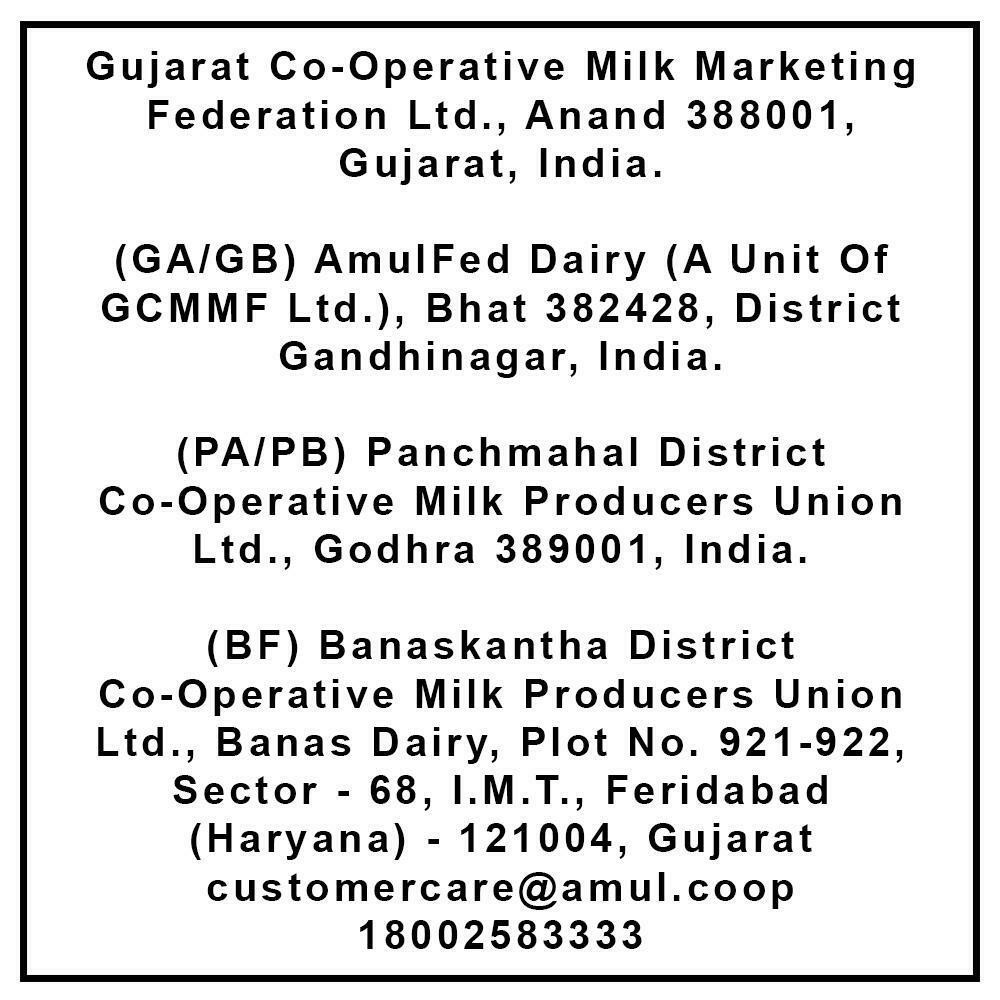 Gujarat Co-Operative Milk Marketing
Federation Ltd., Anand 388001,
Gujarat, India.
(GA/GB) AmulFed Dairy (A Unit Of
GCMMF Ltd.), Bhat 382428, District
Gandhinagar, India.
(PA/PB) Panchmahal District
Co-Operative Milk Producers Union
Ltd., Godhra 389001, India.
(BF) Banaskantha District
Co-Operative Milk Producers Union
Ltd., Banas Dairy, Plot No. 921-922,
Sector - 68, I.M.T., Feridabad
(Haryana) - 121004, Gujarat
customercare@amul.coop
18002583333